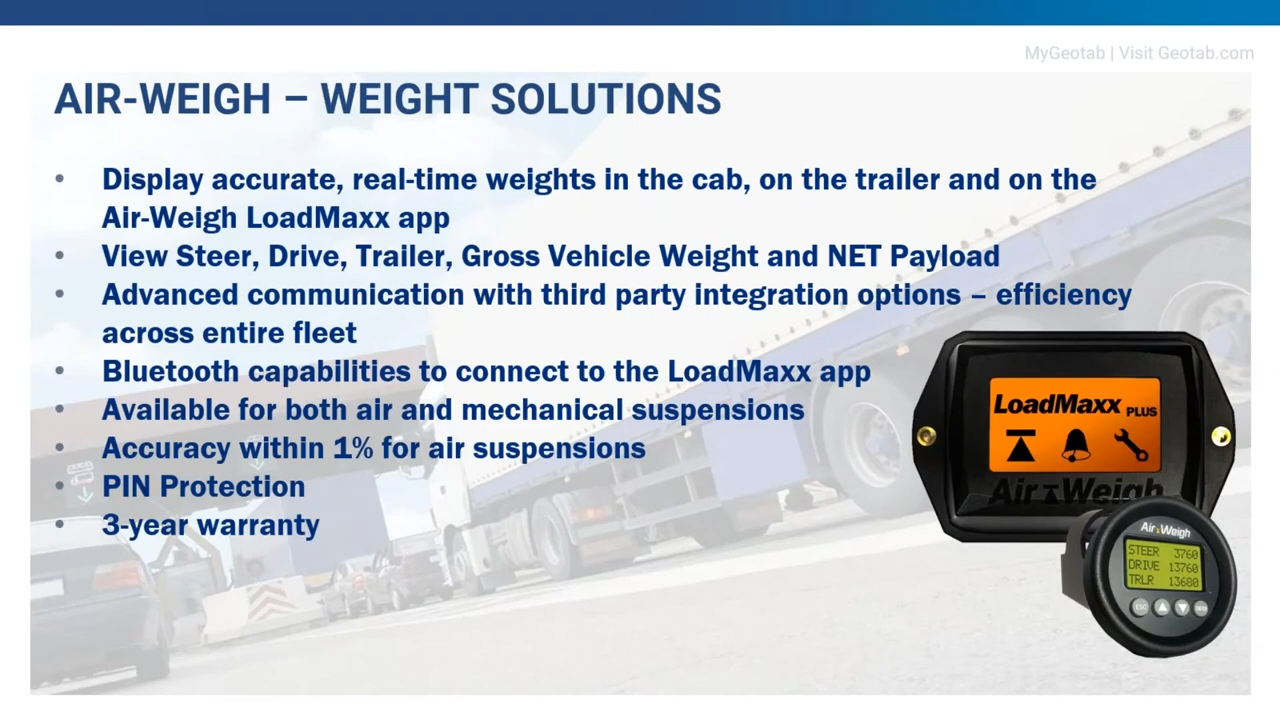 MyGeotab | Visit Geotab.com
AIR-WEIGH – WEIGHT SOLUTIONS
• Display accurate, real-time weights in the cab, on the trailer and on the
Air-Weigh LoadMaxx app
• View Steer, Drive, Trailer, Gross Vehicle Weight and NET Payload
• Advanced communication with third party integration options – efficiency
across entire fleet
• Bluetooth capabilities to connect to the LoadMaxx app
• Available for both air and mechanical suspensions
• Accuracy within 1% for air suspensions
• PIN Protection
• 3-year warranty
LoadMaxx PLUS
Air-Weigh
Air-Weigh
STEER 3760
DRIVE 13760
TRLR 13680
ESC